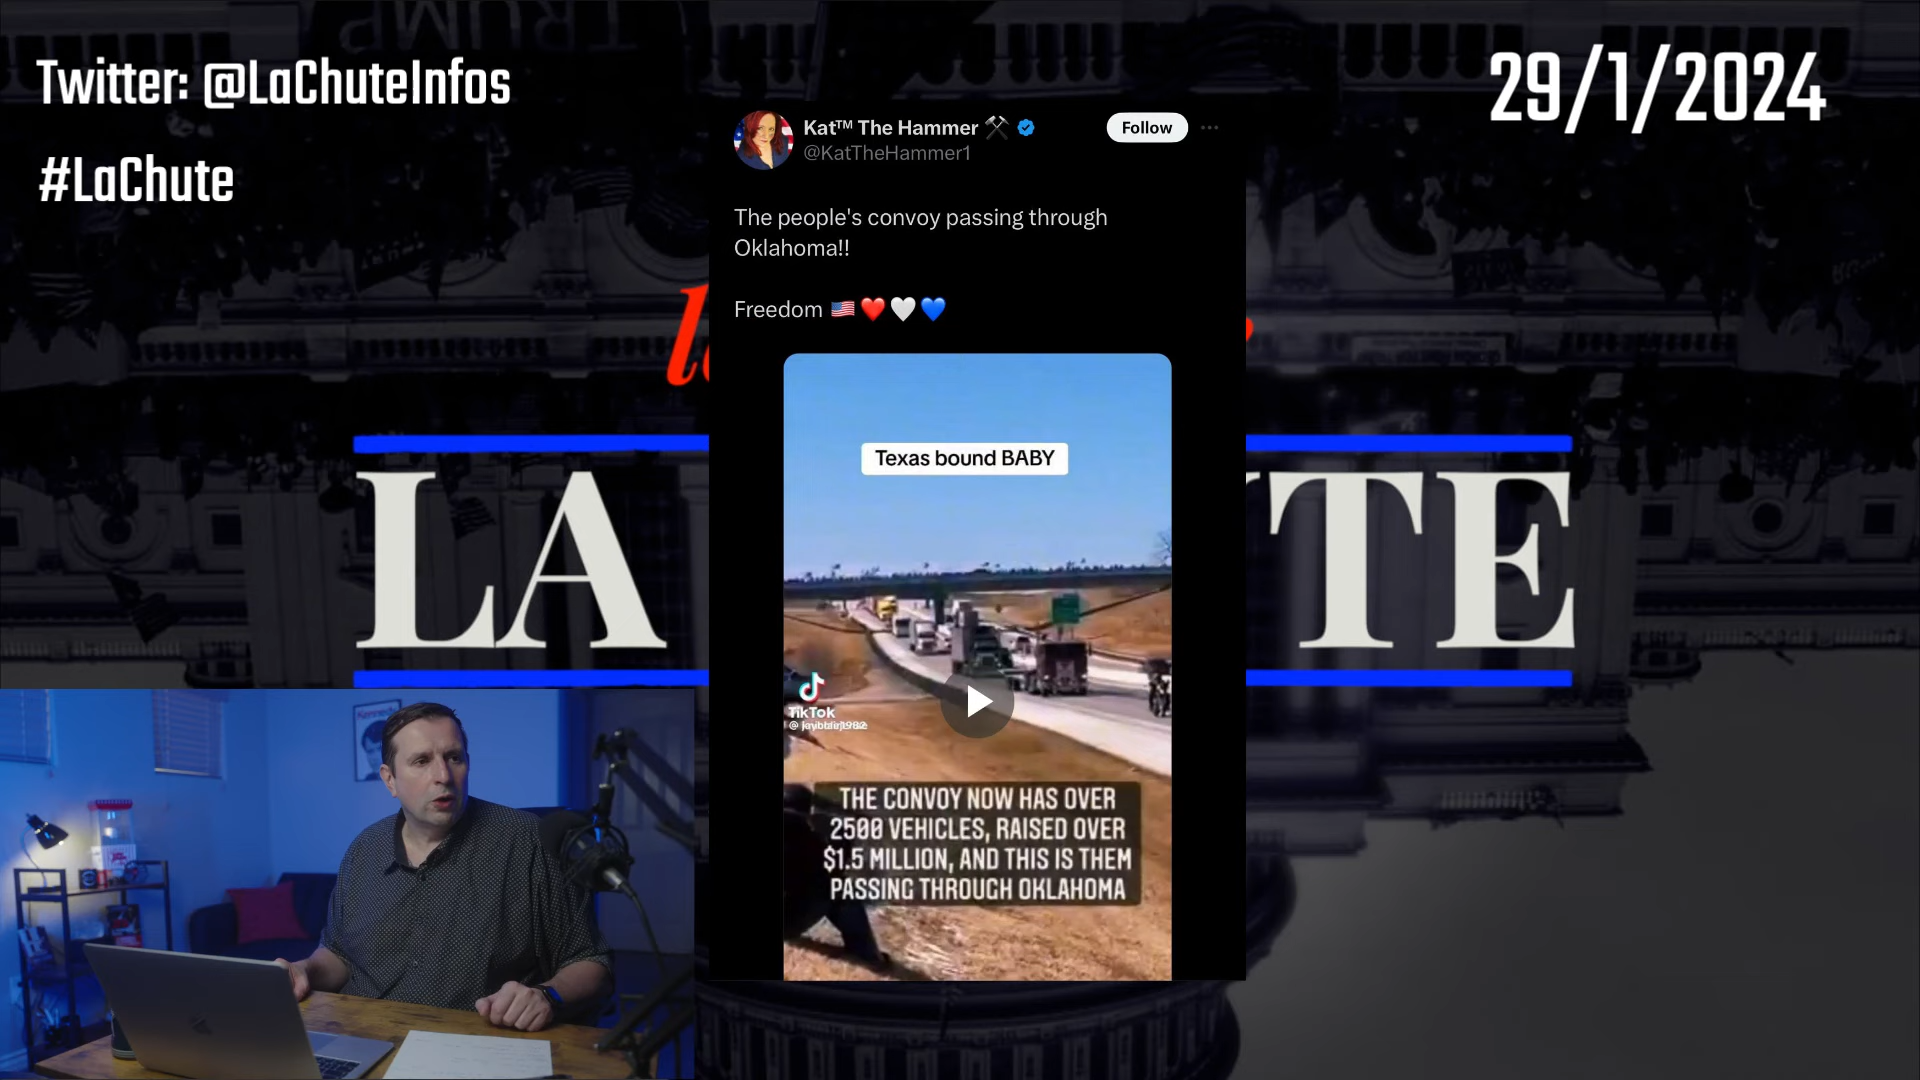 Twitter: @LaChuteInfos
#LaChute
29/1/2024
Kat™ The Hammer
@KatTheHammer1
Follow
The people's convoy passing through
Oklahoma!!
Freedom
Texas bound BABY
TikTok
THE CONVOY NOW HAS OVER
2500 VEHICLES, RAISED OVER
$1.5 MILLION, AND THIS IS THEM
PASSING THROUGH OKLAHOMA
LA
TE
Kennedy
TRUMP